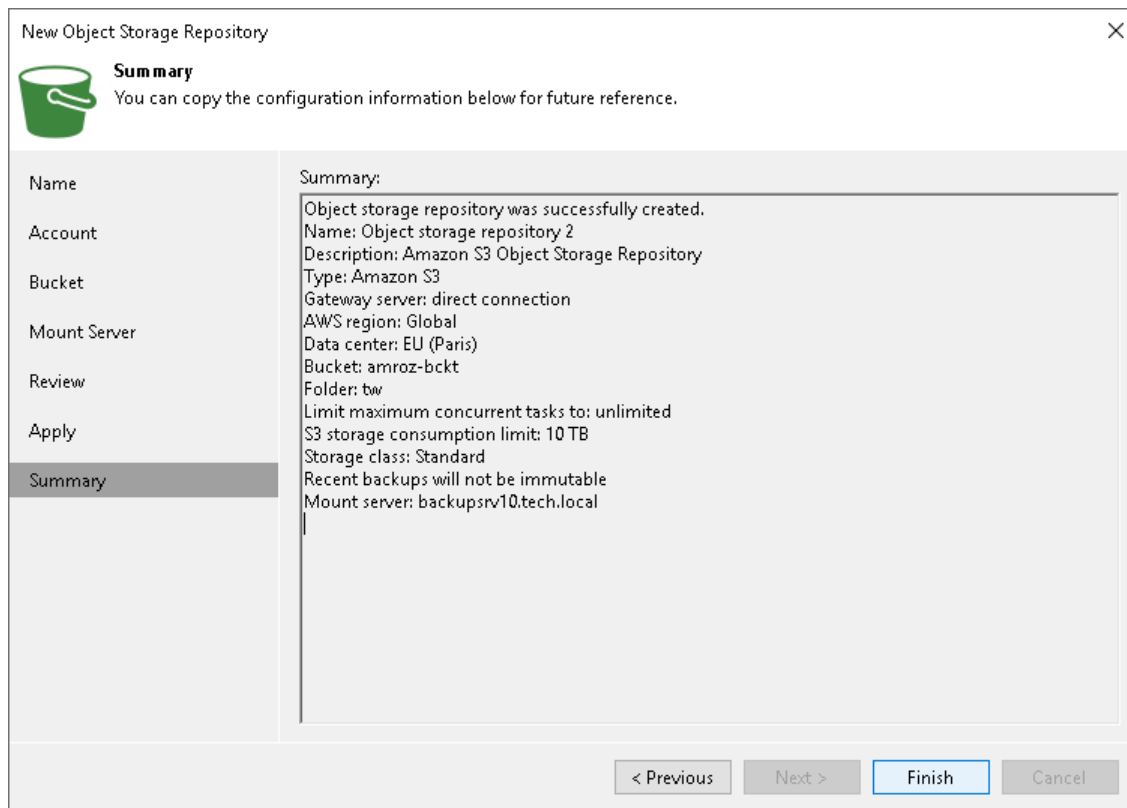 New Object Storage Repository
Summary
You can copy the configuration information below for future reference.
Name
Account
Bucket
Mount Server
Review
Apply
Summary
Summary:
Object storage repository was successfully created.
Name: Object storage repository 2
Description: Amazon S3 Object Storage Repository
Type: Amazon S3
Gateway server: direct connection
AWS region: Global
Data center: EU (Paris)
Bucket: amroz-bckt
Folder: tw
Limit maximum concurrent tasks to: unlimited
S3 storage consumption limit: 10 TB
Storage class: Standard
Recent backups will not be immutable
Mount server: backupsrv10.tech.local
< Previous
Next >
Finish
Cancel